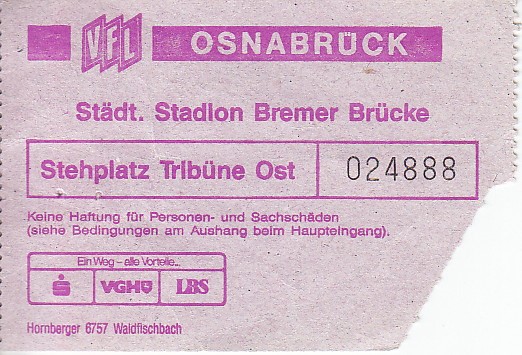 VFL OSNABRÜCK
Städt. Stadion Bremer Brücke
Stehplatz Tribüne Ost 024888
Keine Haftung für Personen- und Sachschäden
(siehe Bedingungen am Aushang beim Haupteingang).
Ein Weg – alle Vorteile...
S VGH LBS
Hornberger 6757 Waldfischbach